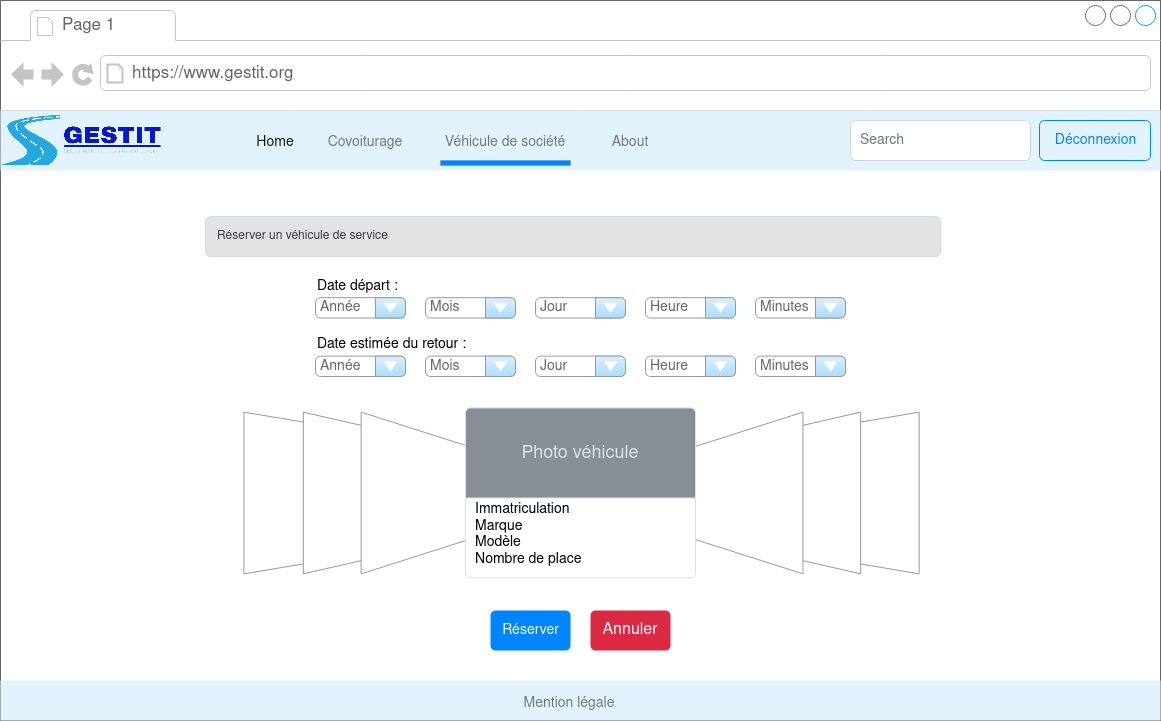 Page 1
https://www.gestit.org
GESTIT
Home Covoiturage Véhicule de société About Search Déconnexion
Réserver un véhicule de service
Date départ :
Année Mois Jour Heure Minutes
Date estimée du retour :
Année Mois Jour Heure Minutes
Photo véhicule
Immatriculation
Marque
Modèle
Nombre de place
Réserver Annuler
Mention légale